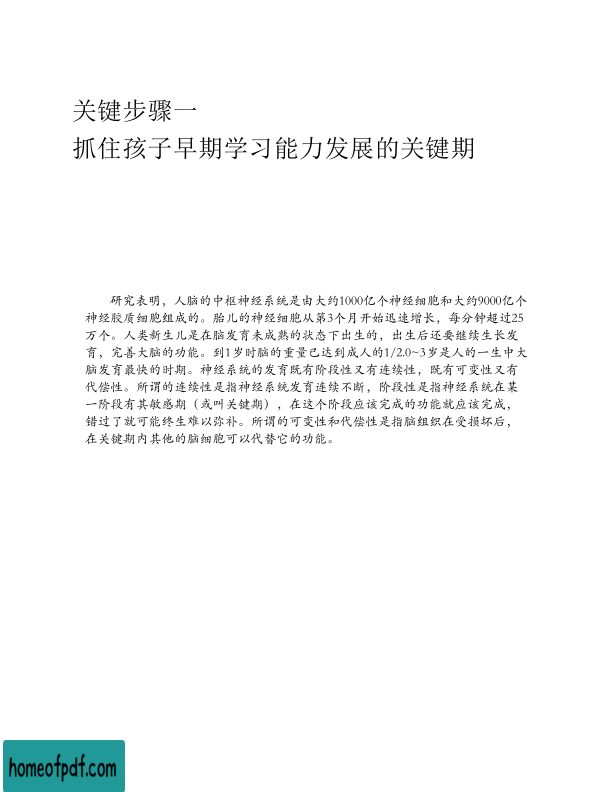 关键步骤一
抓住孩子早期学习能力发展的关键期
研究表明，人脑的中枢神经系统是由大约1000亿个神经细胞和大约9000亿个
神经胶质细胞组成的。胎儿的神经细胞从第3个月开始迅速增长，每分钟超过25
万个。人类新生儿是在脑发育未成熟的状态下出生的，出生后还要继续生长发
育，完善大脑的功能。到1岁时脑的重量已达到成人的1/2.0~3岁是人的一生中大
脑发育最快的时期。神经系统的发育既有阶段性又有连续性，既有可变性又有
代偿性。所谓的连续性是指神经系统发育连续不断，阶段性是指神经系统在某
一阶段有其敏感期（或叫关键期），在这个阶段应该完成的功能就应该完成，
错过了就可能终生难以弥补。所谓的可变性和代偿性是指脑组织在受损坏后，
在关键期内其他的脑细胞可以代替它的功能。
homeofpdf.com